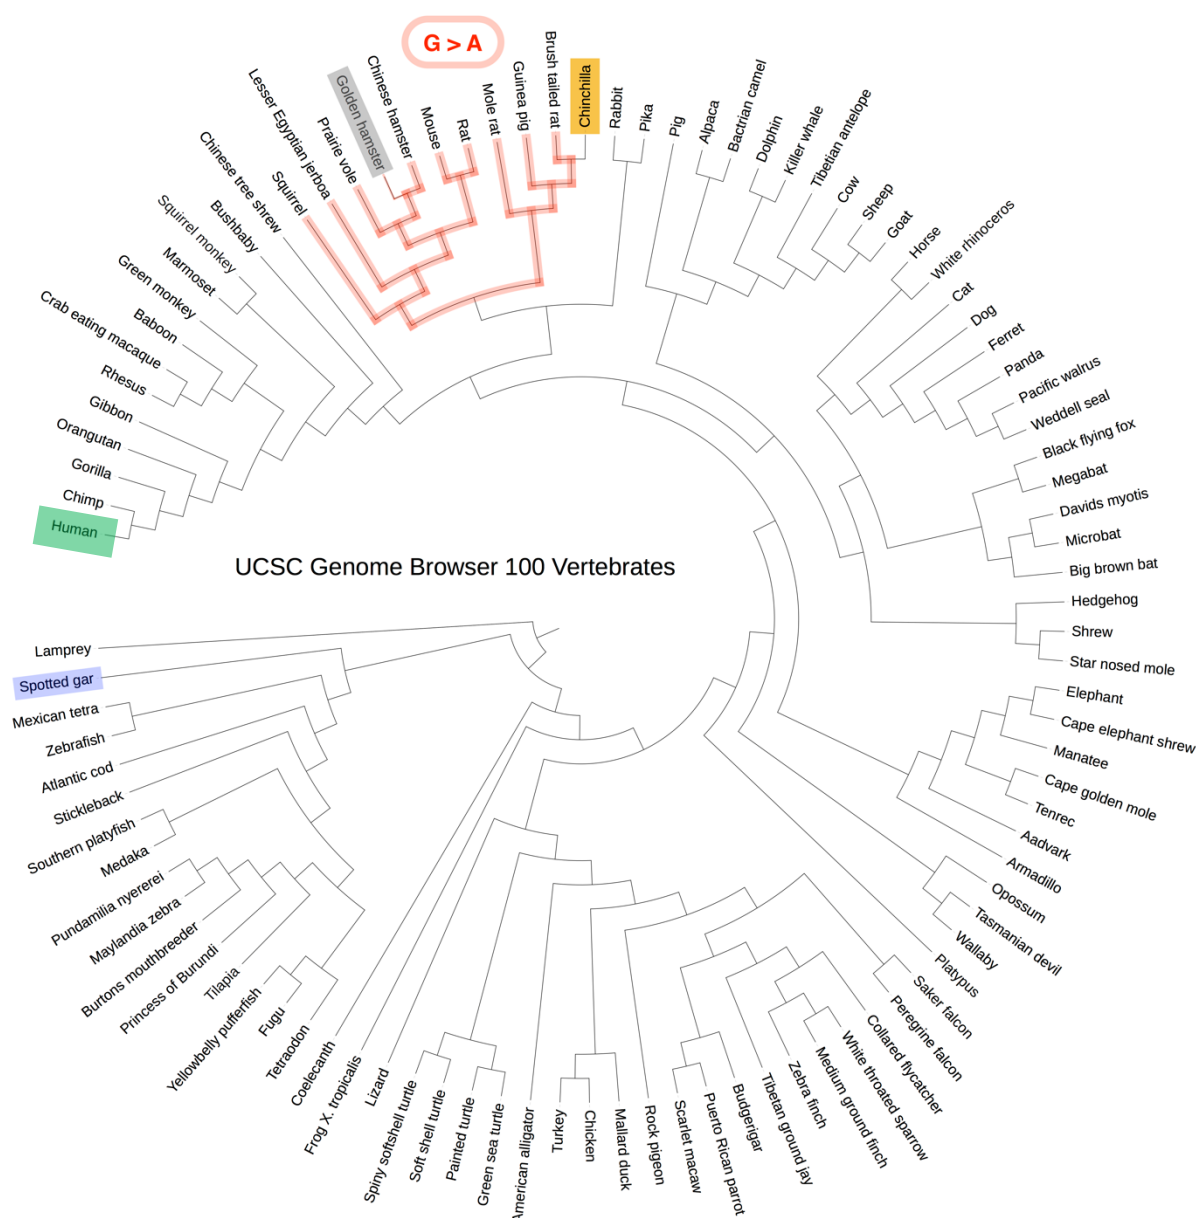 G > A
Human
Chimp
Gorilla
Orangutan
Gibbon
Rhesus
Crab eating macaque
Baboon
Green monkey
Marmoset
Squirrel monkey
Bushbaby
Chinese tree shrew
Squirrel
Lesser Egyptian jerboa
Prairie vole
Golden hamster
Chinese hamster
Mouse
Rat
Mole rat
Guinea pig
Brush tailed rat
Chinchilla
Rabbit
Pika
Pig
Alpaca
Bactrian camel
Dolphin
Killer whale
Tibetian antelope
Cow
Sheep
Goat
Horse
White rhinoceros
Cat
Dog
Ferret
Panda
Pacific walrus
Weddell seal
Black flying fox
Megabat
Davids myotis
Microbat
Big brown bat
Hedgehog
Shrew
Star nosed mole
Elephant
Cape elephant shrew
Manatee
Cape golden mole
Tenrec
Aadvark
Armadillo
Opossum
Tasmanian devil
Wallaby
Platypus
Saker falcon
Peregrine falcon
Collared flycatcher
White throated sparrow
Medium ground finch
Zebra finch
Tibetan ground jay
Budgerigar
Puerto Rican parrot
Scarlet macaw
Rock pigeon
Mallard duck
Chicken
Turkey
American alligator
Green sea turtle
Painted turtle
Soft shell turtle
Spiny softshell turtle
Lizard
Frog X. tropicalis
Coelecanth
Tetraodon
Fugu
Yellowbelly pufferfish
Tilapia
Princess of Burundi
Burtons mouthbreeder
Maylandia zebra
Pundamilia nyererei
Medaka
Southern platyfish
Stickleback
Atlantic cod
Zebrafish
Mexican tetra
Spotted gar
Lamprey
UCSC Genome Browser 100 Vertebrates